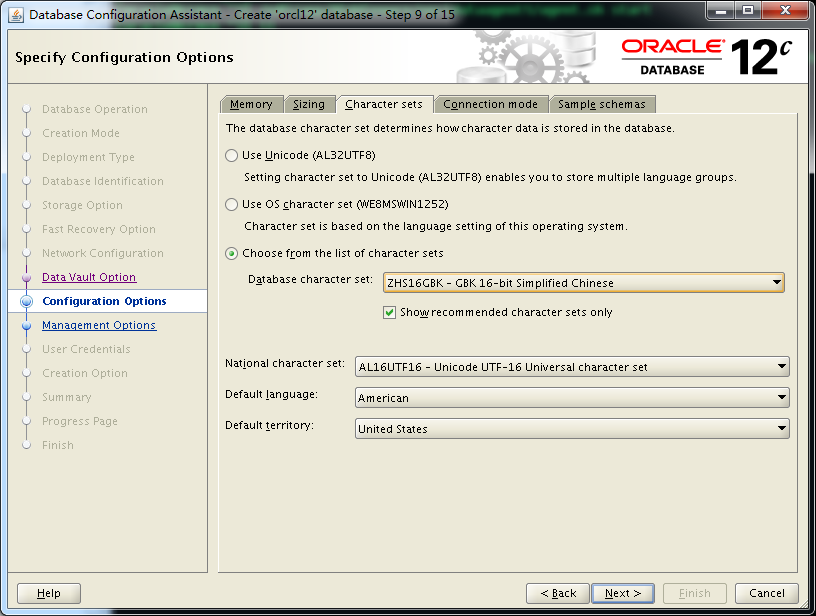 Database Configuration Assistant - Create 'orcl12' database - Step 9 of 15
Specify Configuration Options
ORACLE®
DATABASE
12c
Database Operation
Creation Mode
Deployment Type
Database Identification
Storage Option
Fast Recovery Option
Network Configuration
Data Vault Option
Configuration Options
Management Options
User Credentials
Creation Option
Summary
Progress Page
Finish
Memory
Sizing
Character sets
Connection mode
Sample schemas
The database character set determines how character data is stored in the database.
Use Unicode (AL32UTF8)
Setting character set to Unicode (AL32UTF8) enables you to store multiple language groups.
Use OS character set (WE8MSWIN1252)
Character set is based on the language setting of this operating system.
Choose from the list of character sets
Database character set: ZHS16GBK - GBK 16-bit Simplified Chinese
Show recommended character sets only
National character set: AL16UTF16 - Unicode UTF-16 Universal character set
Default language: American
Default territory: United States
Help
< Back
Next >
Finish
Cancel